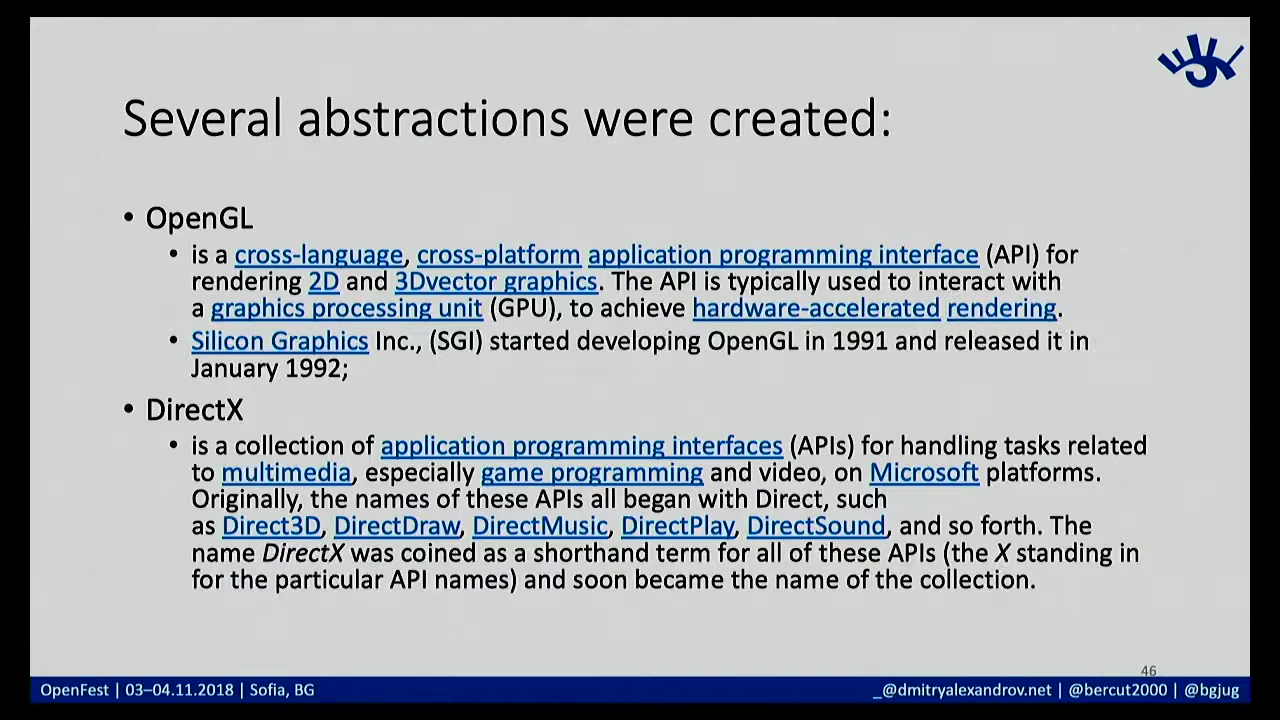 Several abstractions were created:
• OpenGL
• is a cross-language, cross-platform application programming interface (API) for
rendering 2D and 3Dvector graphics. The API is typically used to interact with
a graphics processing unit (GPU), to achieve hardware-accelerated rendering.
• Silicon Graphics Inc., (SGI) started developing OpenGL in 1991 and released it in
January 1992;
• DirectX
• is a collection of application programming interfaces (APIs) for handling tasks related
to multimedia, especially game programming and video, on Microsoft platforms.
Originally, the names of these APIs all began with Direct, such
as Direct3D, DirectDraw, DirectMusic, DirectPlay, DirectSound, and so forth. The
name DirectX was coined as a shorthand term for all of these APIs (the X standing in
for the particular API names) and soon became the name of the collection.
46
OpenFest | 03–04.11.2018 | Sofia, BG
_@dmitryalexandrov.net | @bercut2000 | @bgjug